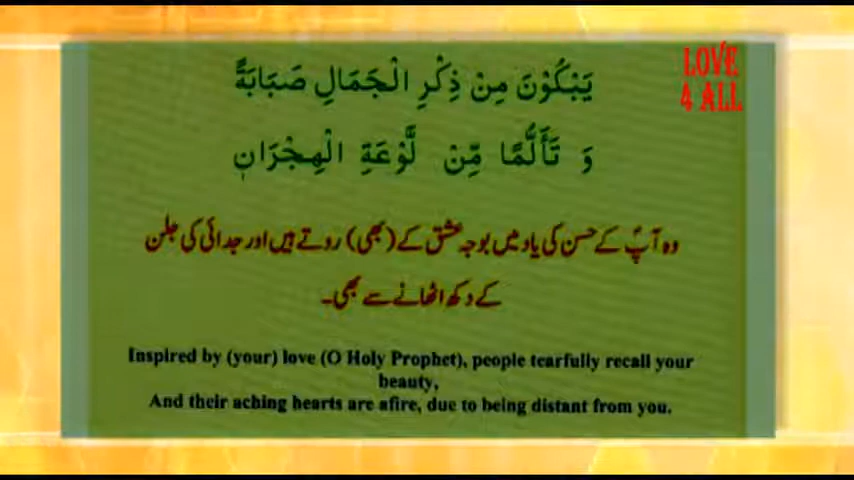 يَبْكُوْنَ مِنْ ذِكْرِ الْجَمَالِ صَبَابَةً
LOVE
4 ALL
وَ تَأَلُّمًا مِّنْ لَّوْعَةِ الْهِجْرَانٖ
وہ آپؐ کے حسن کی یاد میں بوجہ عشق کے (بھی) روتے ہیں اور جدائی کی جلن
کے دکھ اٹھانے سے بھی۔
Inspired by (your) love (O Holy Prophet), people tearfully recall your
beauty,
And their aching hearts are afire, due to being distant from you.